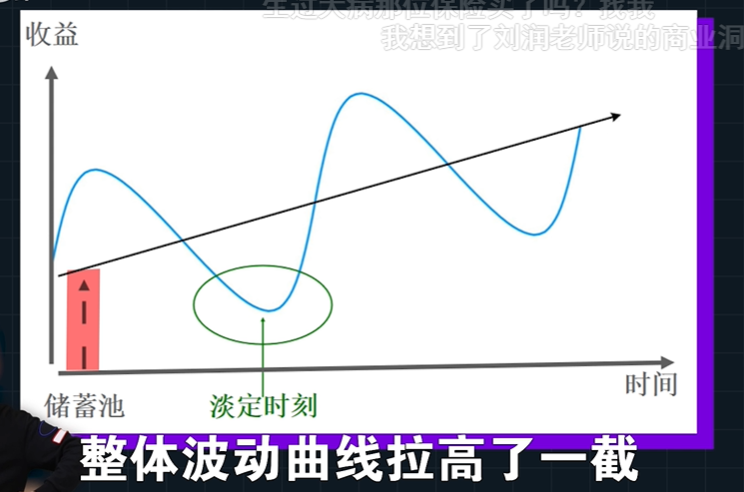 生过大病那位保险买了吗？找我
我想到了刘润老师说的商业洞
收益
时间
储蓄池
淡定时刻
整体波动曲线拉高了一截